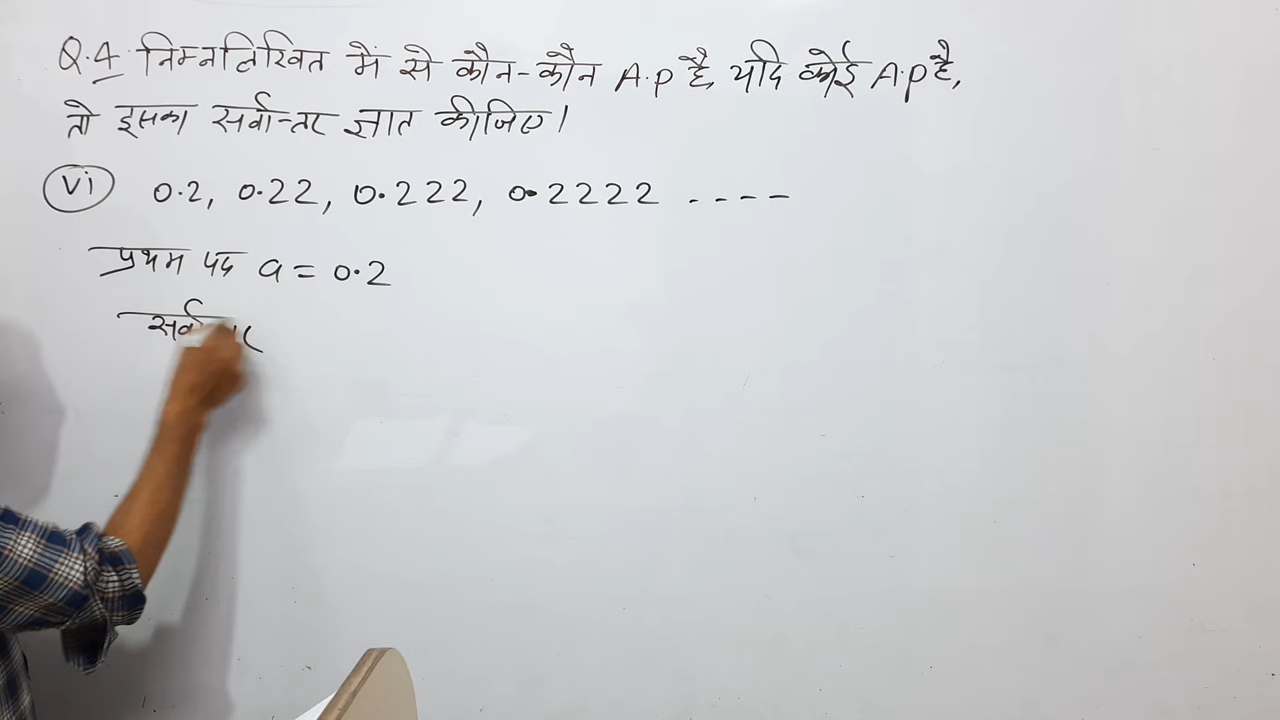 Q.4 निम्नलिखित में से कौन-कौन A.P है, यदि कोई A.P है,
तो इसका सर्वान्तर ज्ञात कीजिए।
vi 0.2, 0.22, 0.222, 0.2222 ----
प्रथम पद a = 0.2